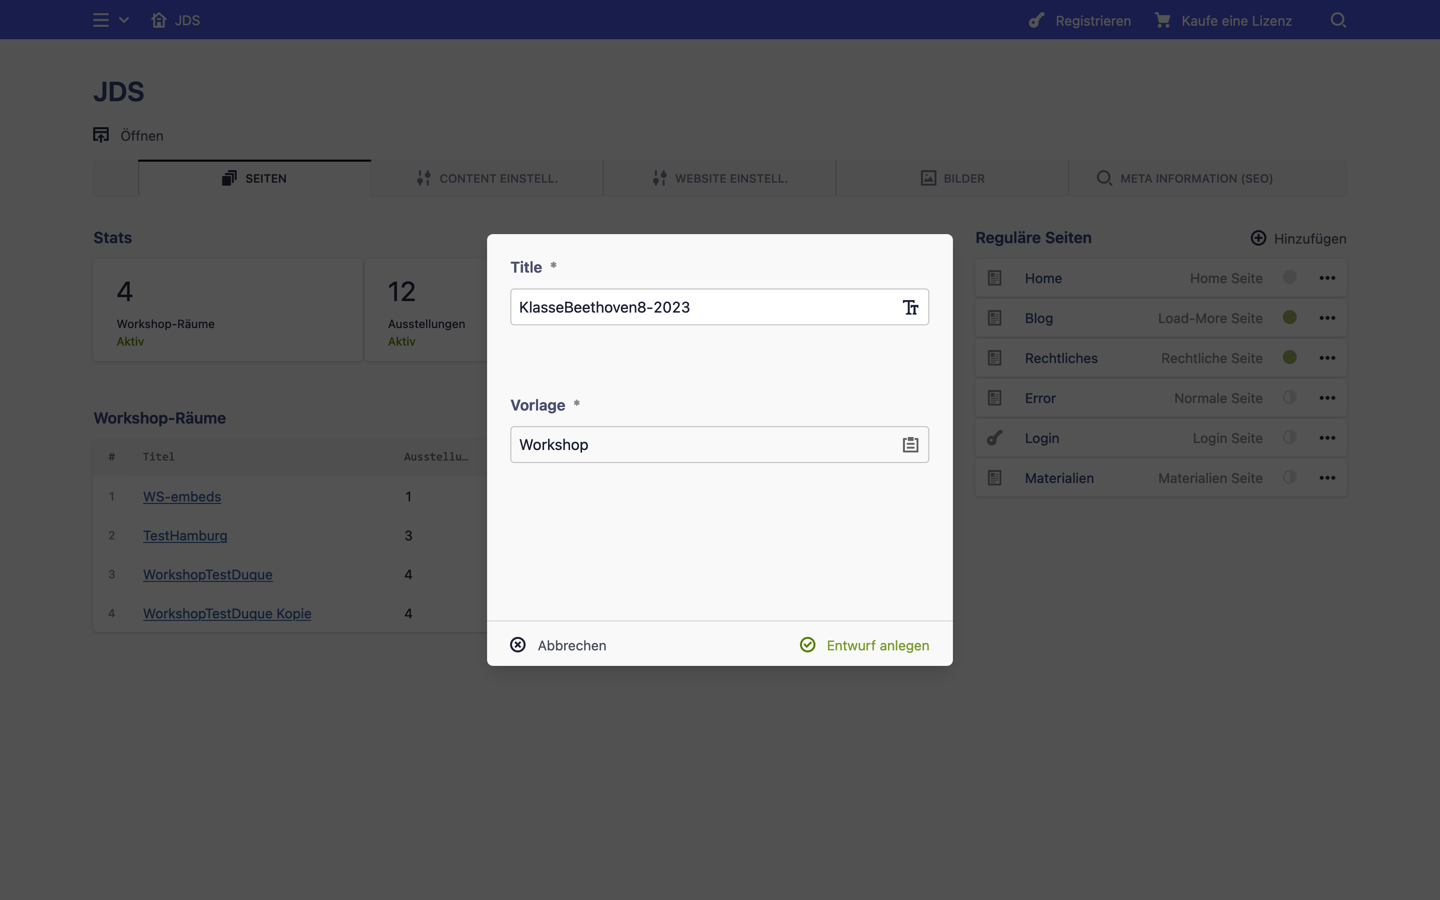 JDS
Registrieren
Kaufe eine Lizenz
JDS
Öffnen
SEITEN
CONTENT EINSTELL.
WEBSITE EINSTELL.
BILDER
META INFORMATION (SEO)
Stats
4
Workshop-Räume
Aktiv
12
Ausstellungen
Aktiv
Workshop-Räume
# Titel Ausstellu…
1 WS-embeds 1
2 TestHamburg 3
3 WorkshopTestDuque 4
4 WorkshopTestDuque Kopie 4
Title *
KlasseBeethoven8-2023
Vorlage *
Workshop
Abbrechen
Entwurf anlegen
Reguläre Seiten
Hinzufügen
Home Home Seite
Blog Load-More Seite
Rechtliches Rechtliche Seite
Error Normale Seite
Login Login Seite
Materialien Materialien Seite